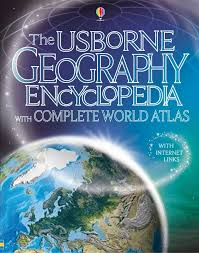 The USBORNE
GEOGRAPHY
ENCYCLOPEDIA
WITH COMPLETE WORLD ATLAS
WITH
INTERNET
LINKS